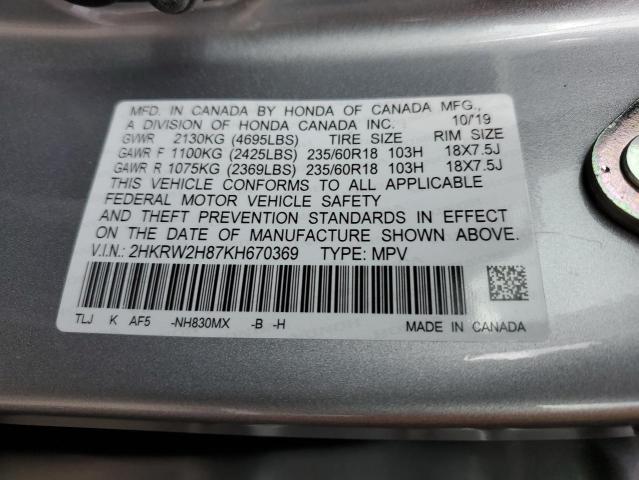 MFD. IN CANADA BY HONDA OF CANADA MFG.,
A DIVISION OF HONDA CANADA INC. 10/19
GVWR 2130KG (4695LBS) TIRE SIZE RIM SIZE
GAWR F 1100KG (2425LBS) 235/60R18 103H 18X7.5J
GAWR R 1075KG (2369LBS) 235/60R18 103H 18X7.5J
THIS VEHICLE CONFORMS TO ALL APPLICABLE
FEDERAL MOTOR VEHICLE SAFETY
AND THEFT PREVENTION STANDARDS IN EFFECT
ON THE DATE OF MANUFACTURE SHOWN ABOVE.
V.I.N.: 2HKRW2H87KH670369 TYPE: MPV
TLJ K AF5 -NH830MX -B -H MADE IN CANADA